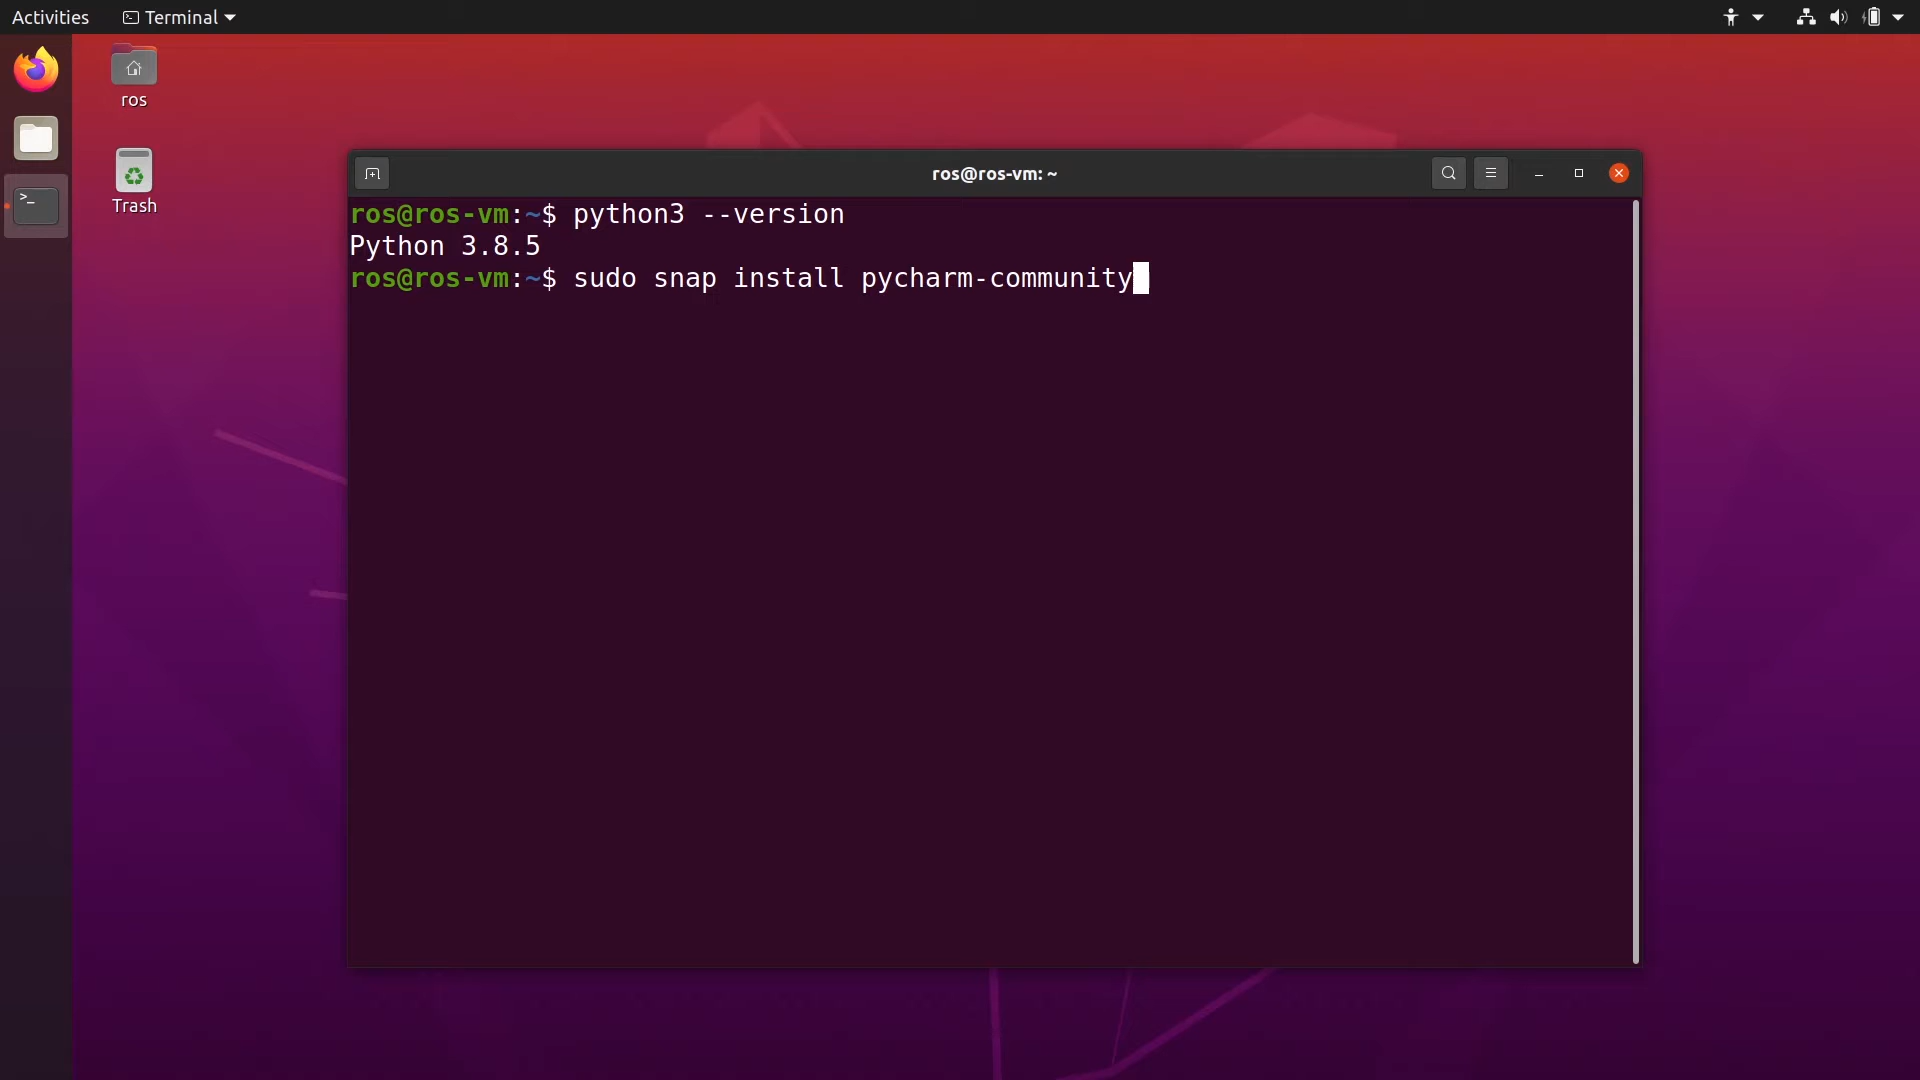 Activities
Terminal
ros
Trash
ros@ros-vm: ~
ros@ros-vm:~$ python3 --version
Python 3.8.5
ros@ros-vm:~$ sudo snap install pycharm-community